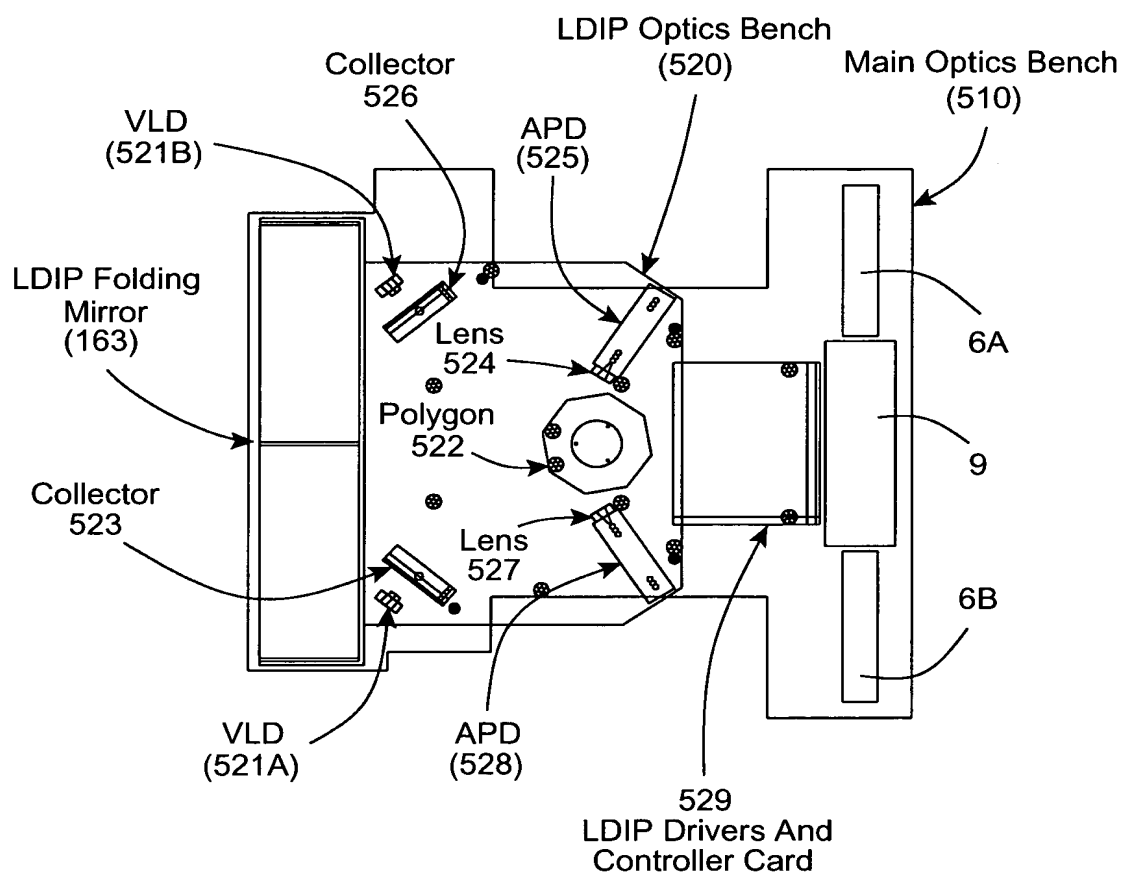 LDIP Optics Bench
(520)
Main Optics Bench
(510)
Collector
526
VLD
(521B)
APD
(525)
LDIP Folding
Mirror
(163)
Lens
524
6A
Polygon
522
9
Collector
523
Lens
527
6B
VLD
(521A)
APD
(528)
529
LDIP Drivers And
Controller Card